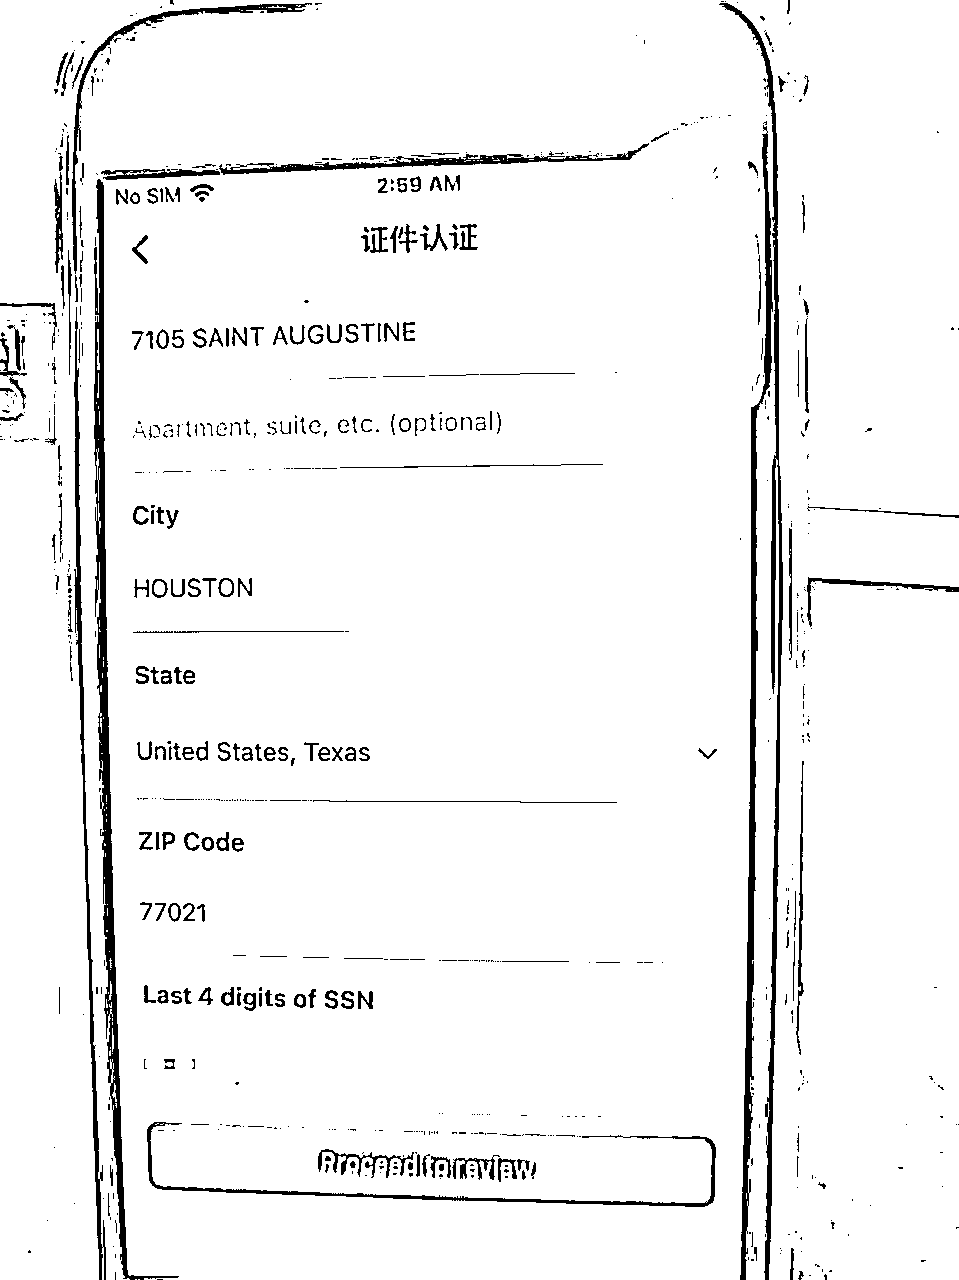 No SIM 2:59 AM
证件认证
7105 SAINT AUGUSTINE
Apartment, suite, etc. (optional)
City
HOUSTON
State
United States, Texas
ZIP Code
77021
Last 4 digits of SSN
Proceed to review